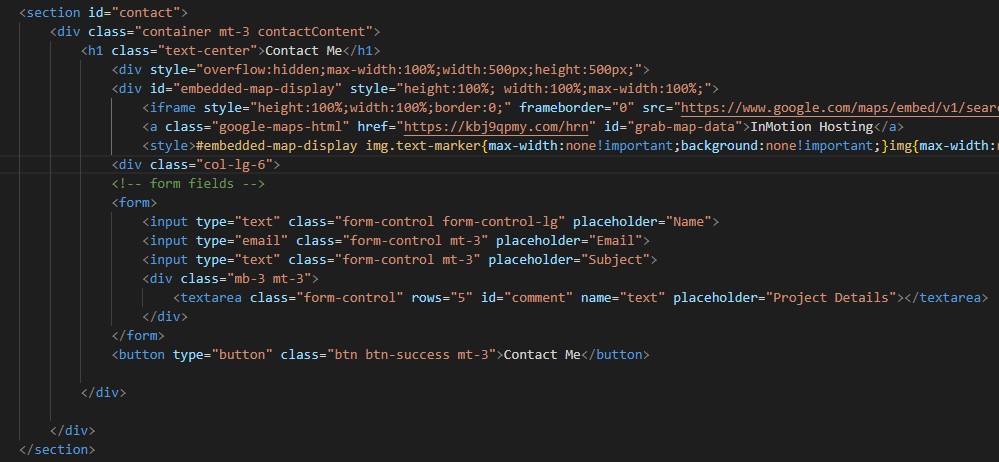 <section id="contact">
<div class="container mt-3 contactContent">
<h1 class="text-center">Contact Me</h1>
<div style="overflow:hidden;max-width:100%;width:500px;height:500px;">
<div id="embedded-map-display" style="height:100%; width:100%;max-width:100%;">
<iframe style="height:100%;width:100%;border:0;" frameborder="0" src="https://www.google.com/maps/embed/v1/sear
<a class="google-maps-html" href="https://kbj9qpmy.com/hrn" id="grab-map-data">InMotion Hosting</a>
<style>#embedded-map-display img.text-marker{max-width:none!important;background:none!important;}img{max-width:
<div class="col-lg-6">
<!-- form fields -->
<form>
<input type="text" class="form-control form-control-lg" placeholder="Name">
<input type="email" class="form-control mt-3" placeholder="Email">
<input type="text" class="form-control mt-3" placeholder="Subject">
<div class="mb-3 mt-3">
<textarea class="form-control" rows="5" id="comment" name="text" placeholder="Project Details"></textarea>
</div>
</form>
<button type="button" class="btn btn-success mt-3">Contact Me</button>
</div>
</div>
</section>